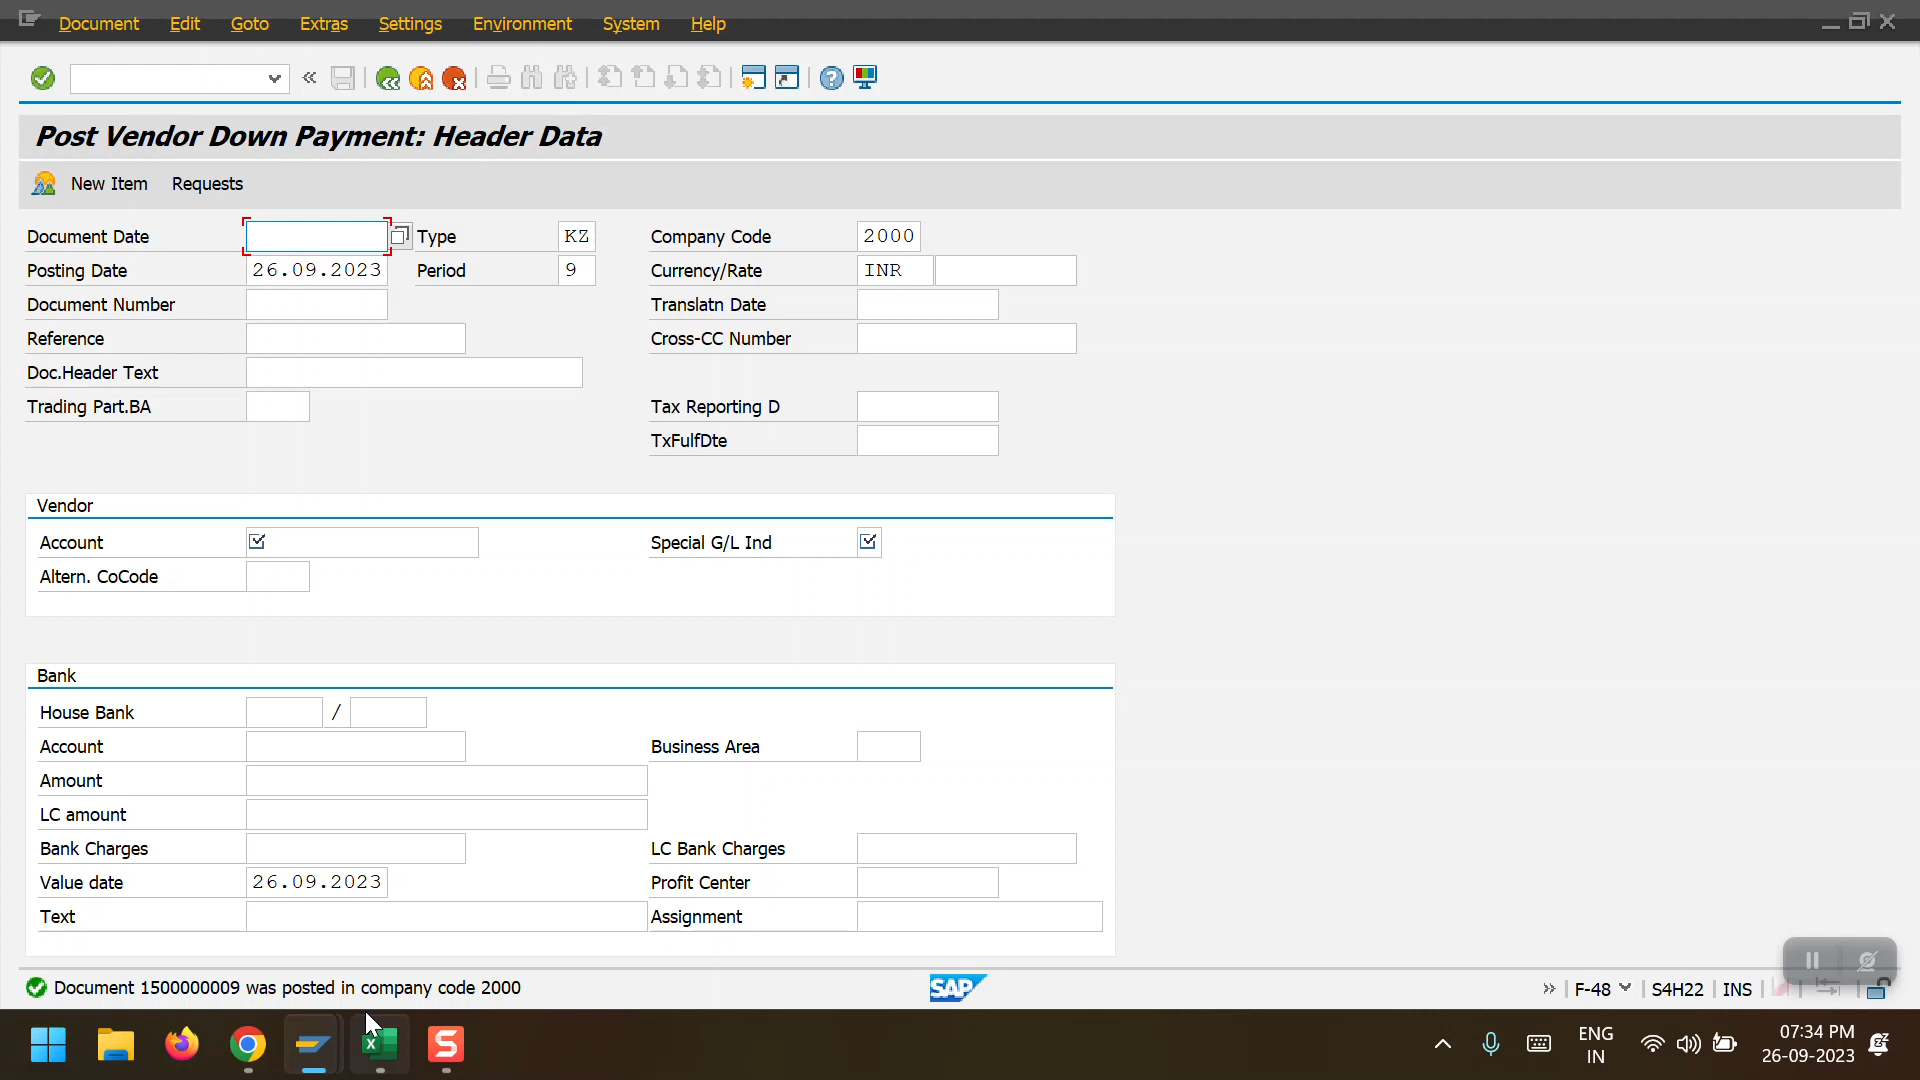 Document Edit Goto Extras Settings Environment System Help
Post Vendor Down Payment: Header Data
New Item Requests
Document Date Type KZ Company Code 2000
Posting Date 26.09.2023 Period 9 Currency/Rate INR
Document Number Translatn Date
Reference Cross-CC Number
Doc.Header Text
Trading Part.BA Tax Reporting D
TxFulfDte
Vendor
Account Special G/L Ind
Altern. CoCode
Bank
House Bank /
Account Business Area
Amount
LC amount
Bank Charges LC Bank Charges
Value date 26.09.2023 Profit Center
Text Assignment
Document 1500000009 was posted in company code 2000 SAP F-48 S4H22 INS
ENG 07:34 PM
IN 26-09-2023